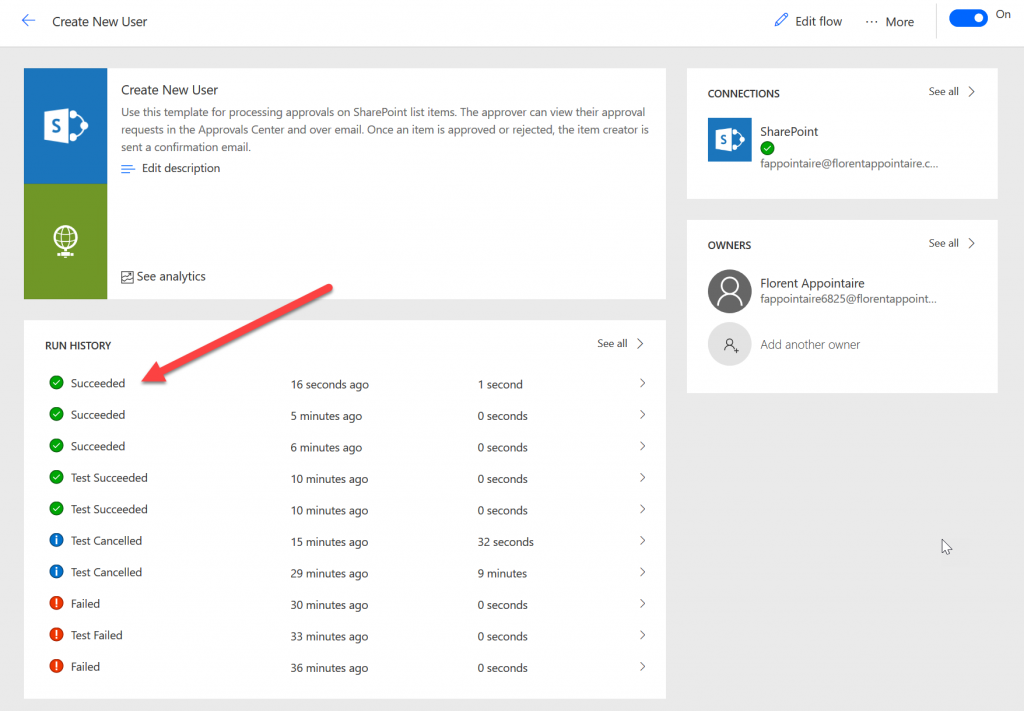 Create New User
Edit flow
··· More
On
Create New User
Use this template for processing approvals on SharePoint list items. The approver can view their approval
requests in the Approvals Center and over email. Once an item is approved or rejected, the item creator is
sent a confirmation email.
Edit description
See analytics
CONNECTIONS
See all
S
SharePoint
fappointaire@florentappointaire.c...
OWNERS
See all
Florent Appointaire
fappointaire6825@florentappoint...
Add another owner
RUN HISTORY
See all
Succeeded 16 seconds ago 1 second
Succeeded 5 minutes ago 0 seconds
Succeeded 6 minutes ago 0 seconds
Test Succeeded 10 minutes ago 0 seconds
Test Succeeded 10 minutes ago 0 seconds
Test Cancelled 15 minutes ago 32 seconds
Test Cancelled 29 minutes ago 9 minutes
Failed 30 minutes ago 0 seconds
Test Failed 33 minutes ago 0 seconds
Failed 36 minutes ago 0 seconds